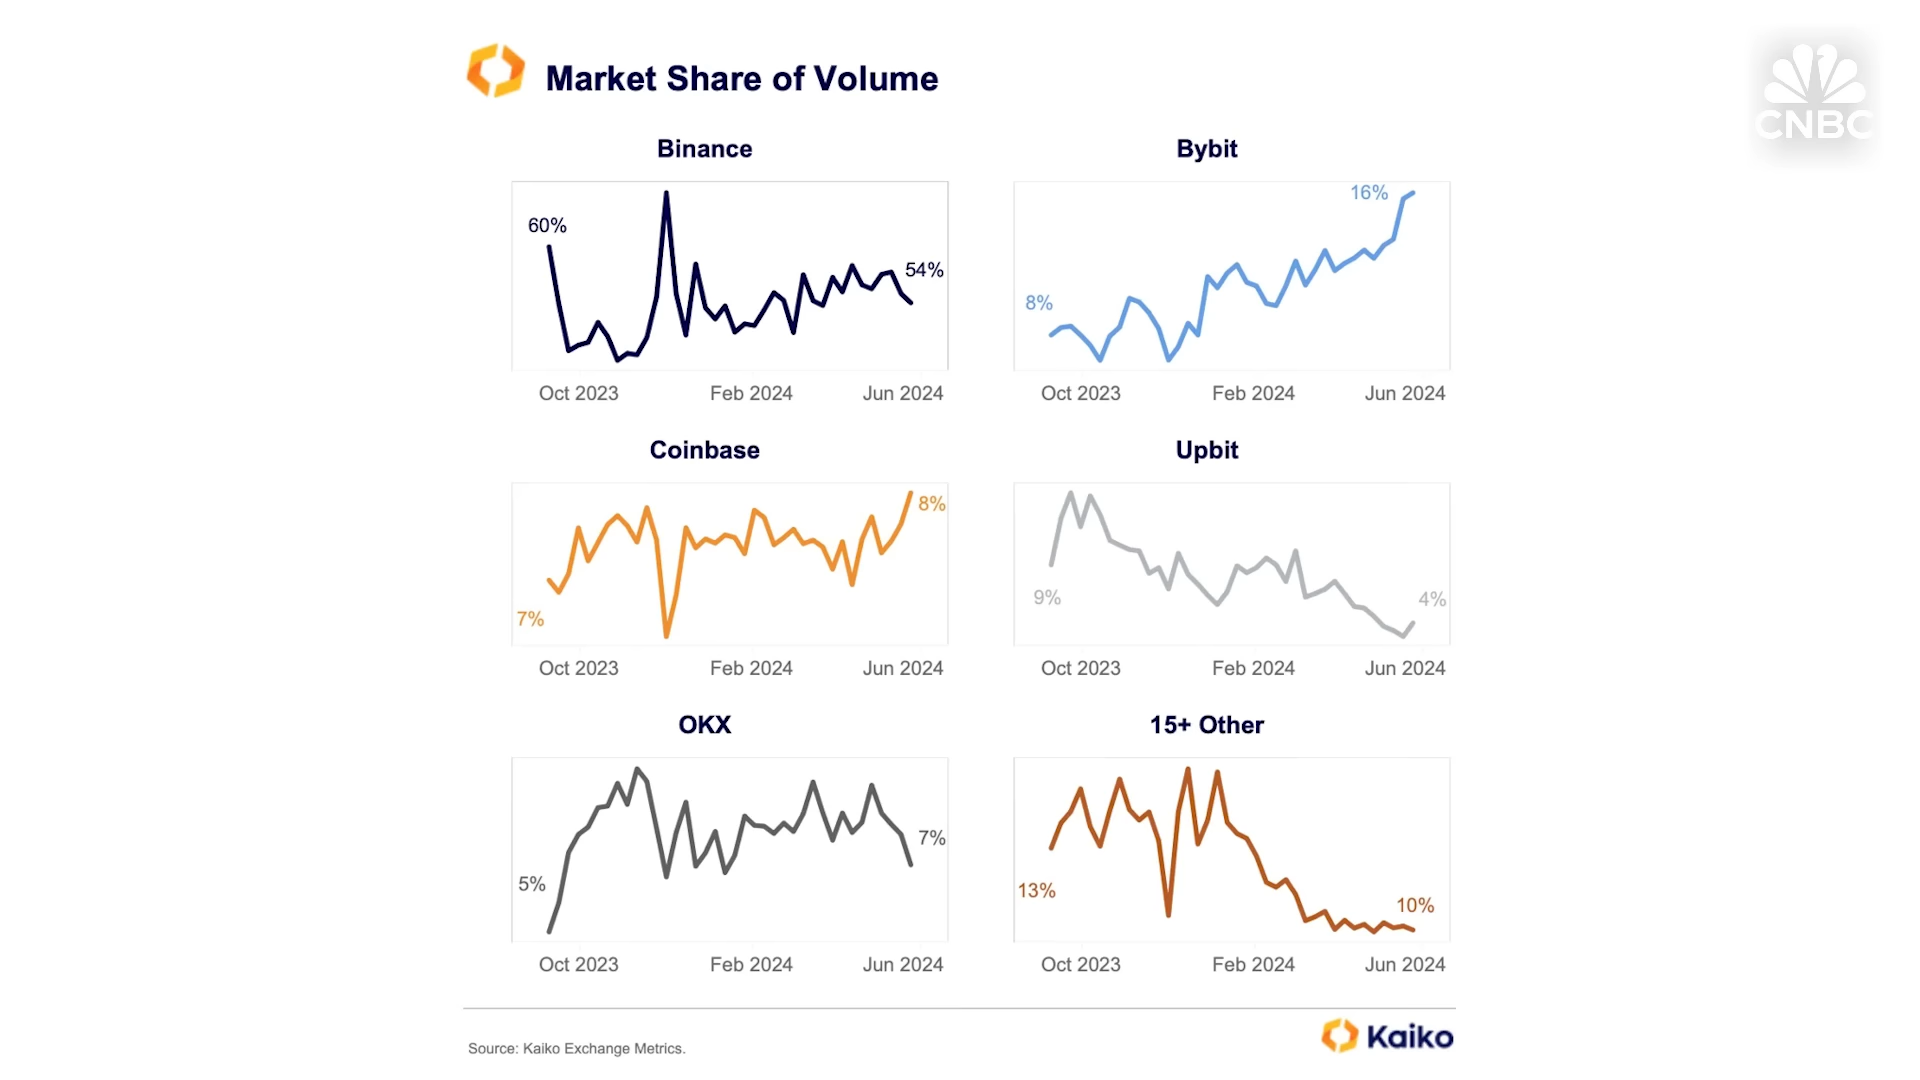 Market Share of Volume
CNBC
Binance
Bybit
60%
54%
8%
16%
Oct 2023 Feb 2024 Jun 2024
Oct 2023 Feb 2024 Jun 2024
Coinbase
Upbit
7%
8%
9%
4%
Oct 2023 Feb 2024 Jun 2024
Oct 2023 Feb 2024 Jun 2024
OKX
15+ Other
5%
7%
13%
10%
Oct 2023 Feb 2024 Jun 2024
Oct 2023 Feb 2024 Jun 2024
Source: Kaiko Exchange Metrics.
Kaiko